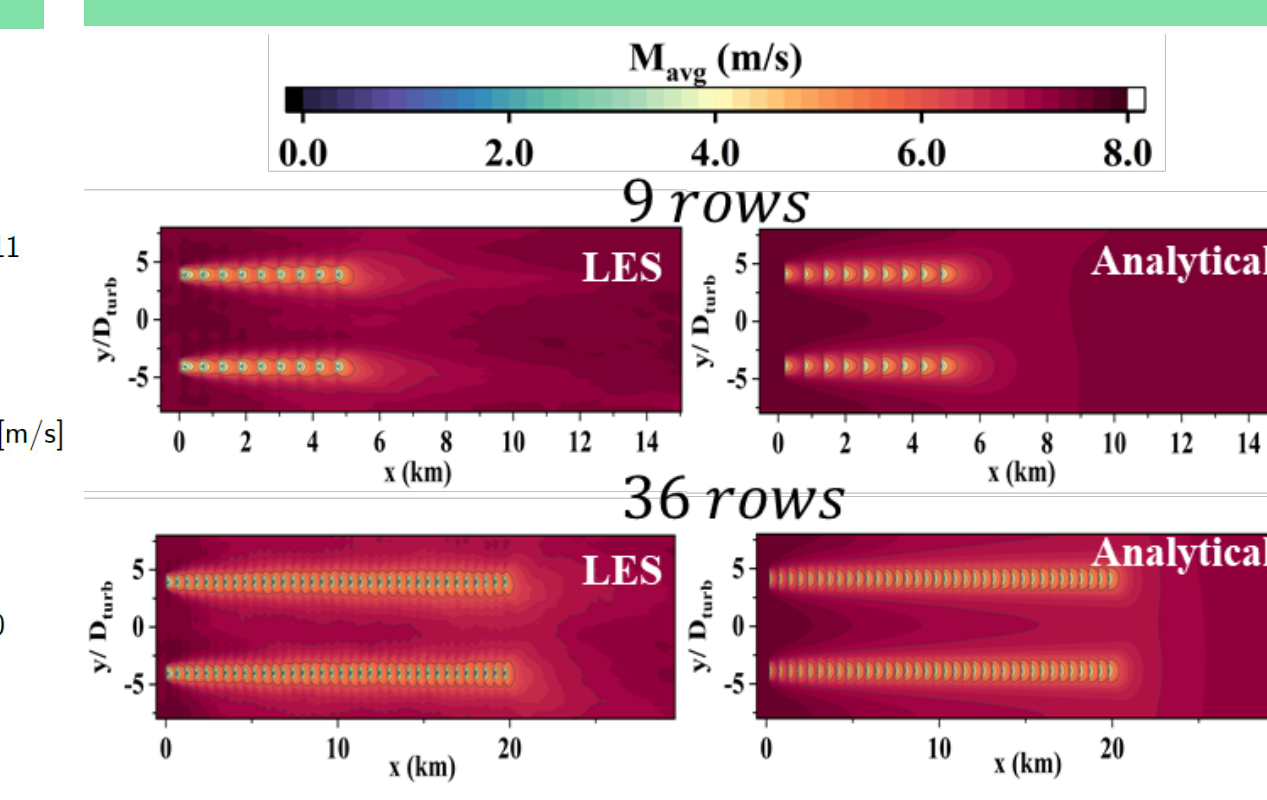 11
[m/s]
0
M_avg (m/s)
0.0 2.0 4.0 6.0 8.0
9 rows
LES
5
0
-5
y/D_turb
0 2 4 6 8 10 12 14
x (km)
Analytical
5
0
-5
y/ D_turb
0 2 4 6 8 10 12 14
x (km)
36 rows
LES
5
0
-5
y/ D_turb
0 10 20
x (km)
Analytical
5
0
-5
y/ D_turb
0 10 20
x (km)